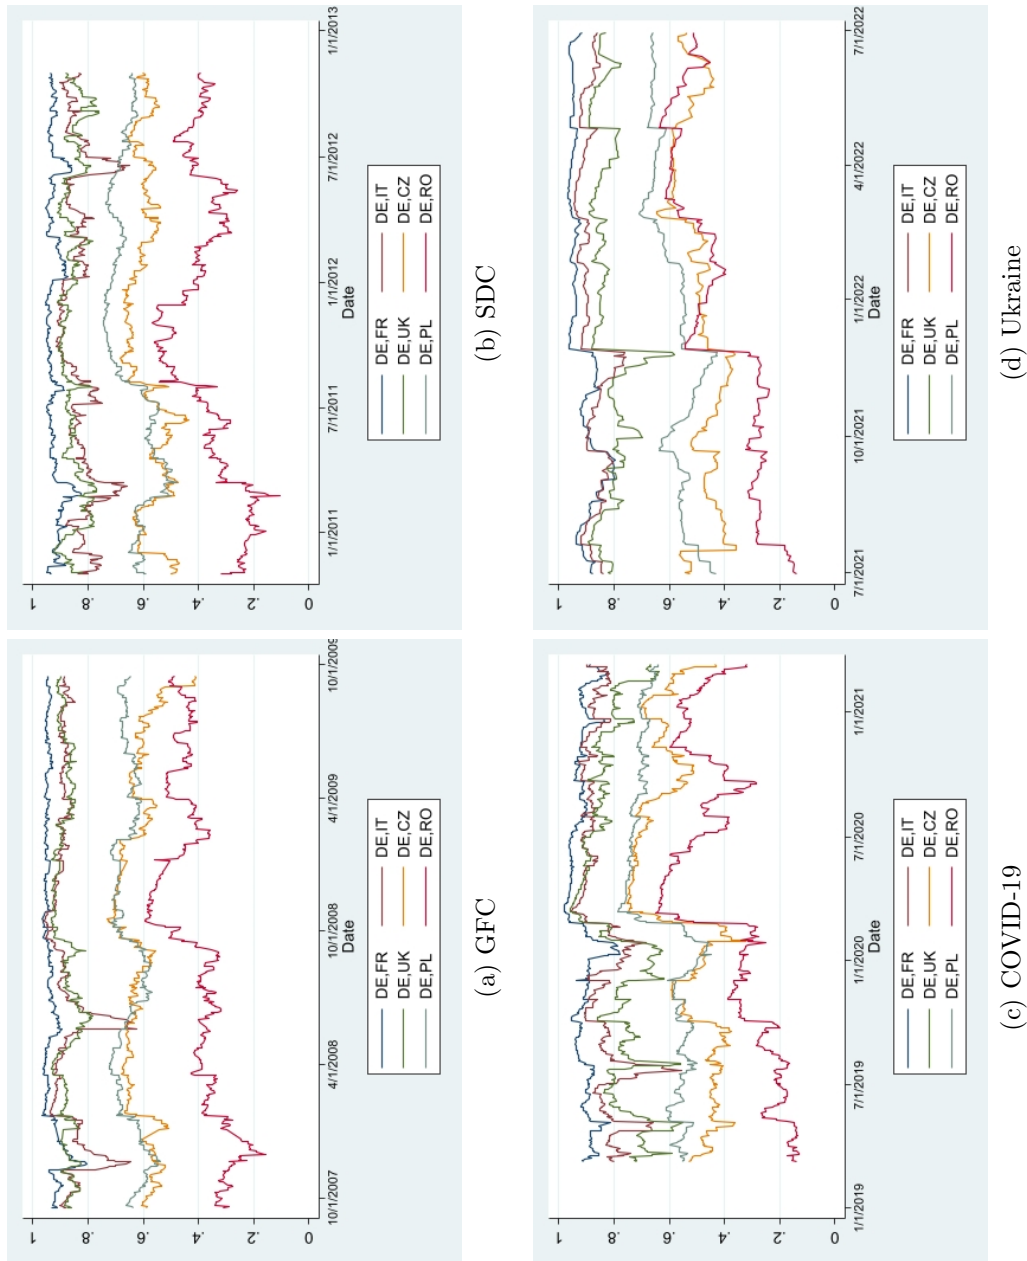 1
.8
.6
.4
.2
0
10/1/2007 4/1/2008 10/1/2008 4/1/2009 10/1/2009
Date
DE,FR DE,IT
DE,UK DE,CZ
DE,PL DE,RO
(a) GFC
1
.8
.6
.4
.2
0
1/1/2011 7/1/2011 1/1/2012 7/1/2012 1/1/2013
Date
DE,FR DE,IT
DE,UK DE,CZ
DE,PL DE,RO
(b) SDC
1
.8
.6
.4
.2
0
1/1/2019 7/1/2019 1/1/2020 7/1/2020 1/1/2021
Date
DE,FR DE,IT
DE,UK DE,CZ
DE,PL DE,RO
(c) COVID-19
1
.8
.6
.4
.2
0
7/1/2021 10/1/2021 1/1/2022 4/1/2022 7/1/2022
Date
DE,FR DE,IT
DE,UK DE,CZ
DE,PL DE,RO
(d) Ukraine